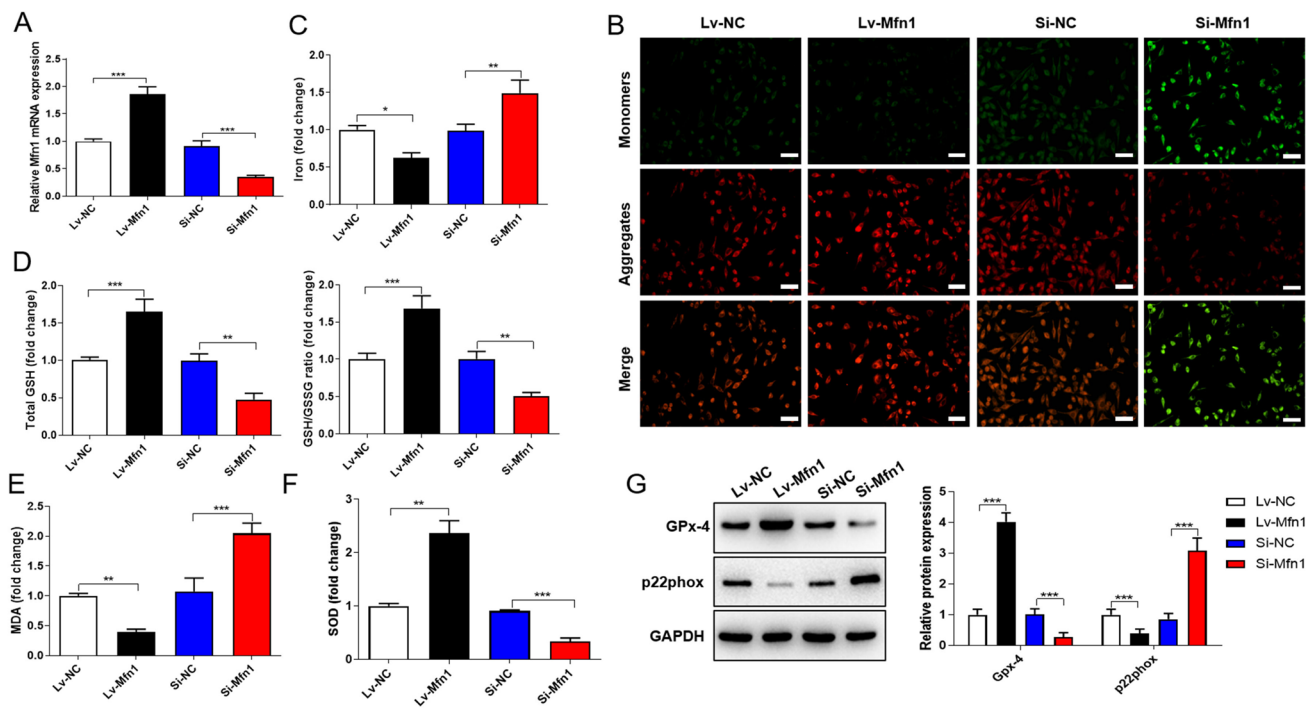 A
Relative Mfn1 mRNA expression
2.5
2.0
1.5
1.0
0.5
0.0
***
***
Lv-NC
Lv-Mfn1
Si-NC
Si-Mfn1
C
Iron (fold change)
2.0
1.5
1.0
0.5
0.0
*
**
Lv-NC
Lv-Mfn1
Si-NC
Si-Mfn1
B
Lv-NC Lv-Mfn1 Si-NC Si-Mfn1
Monomers
Aggregates
Merge
D
Total GSH (fold change)
2.0
1.5
1.0
0.5
0.0
***
**
Lv-NC
Lv-Mfn1
Si-NC
Si-Mfn1
GSH/GSSG ratio (fold change)
2.0
1.5
1.0
0.5
0.0
***
**
Lv-NC
Lv-Mfn1
Si-NC
Si-Mfn1
E
MDA (fold change)
2.5
2.0
1.5
1.0
0.5
0.0
**
***
Lv-NC
Lv-Mfn1
Si-NC
Si-Mfn1
F
SOD (fold change)
3
2
1
0
**
***
Lv-NC
Lv-Mfn1
Si-NC
Si-Mfn1
G
Lv-NC
Lv-Mfn1
Si-NC
Si-Mfn1
GPx-4
p22phox
GAPDH
Relative protein expression
5
4
3
2
1
0
***
***
***
***
Gpx-4
p22phox
Lv-NC
Lv-Mfn1
Si-NC
Si-Mfn1